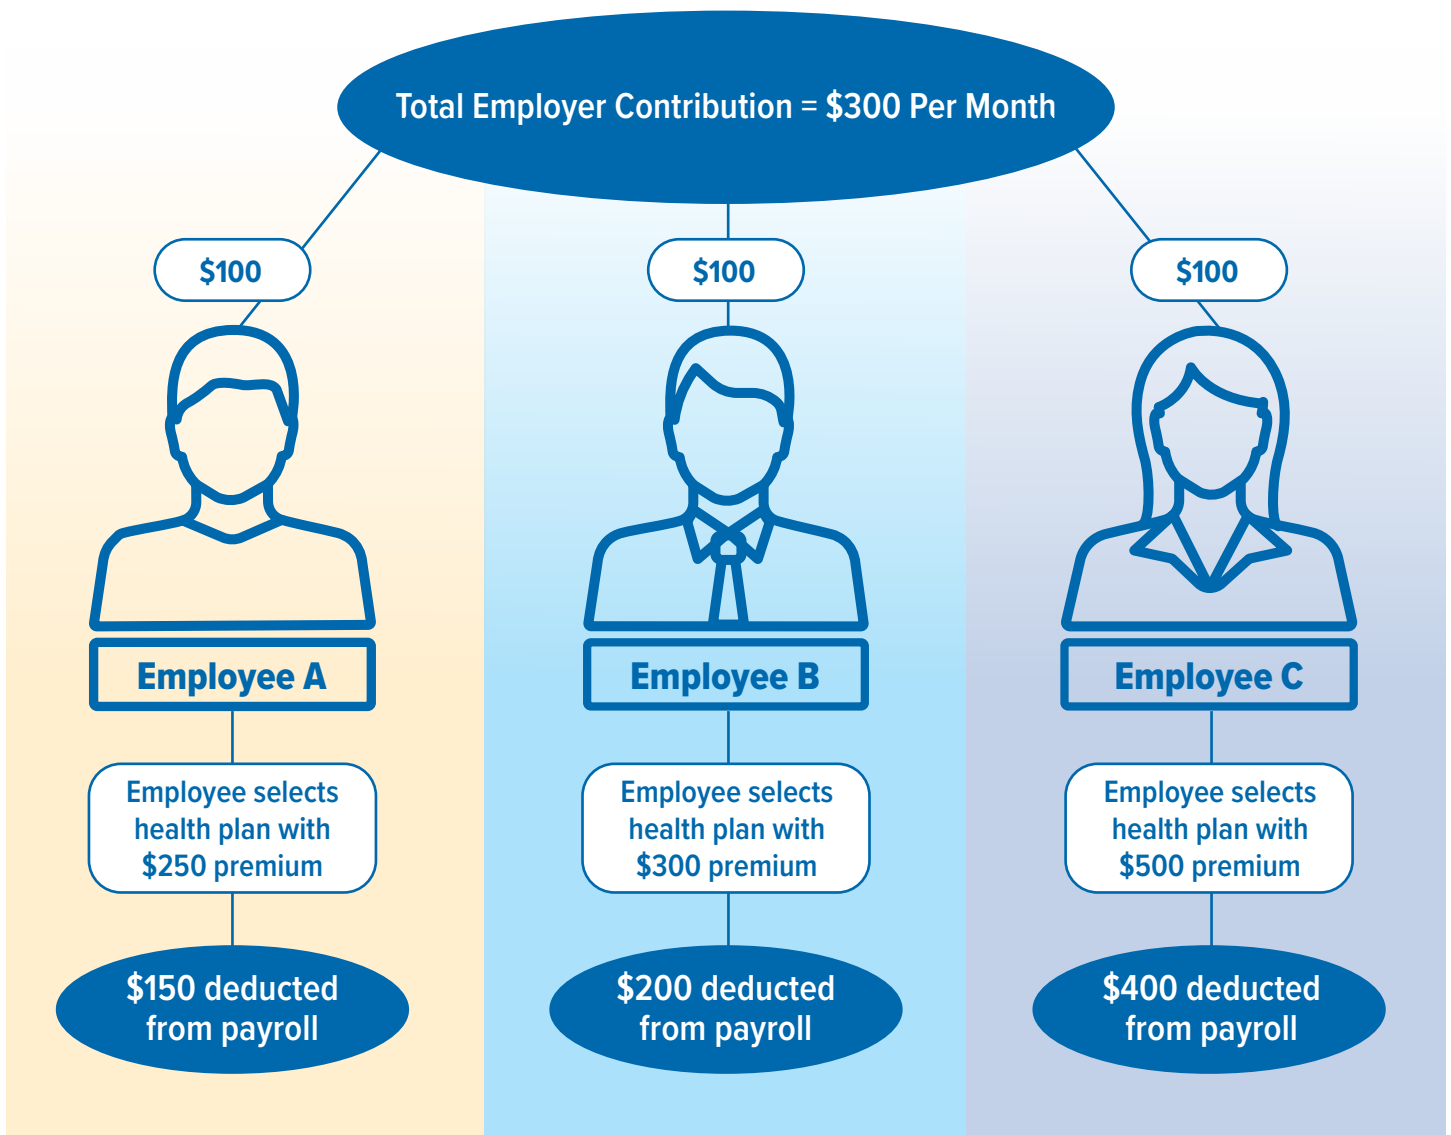 Total Employer Contribution = $300 Per Month
$100
$100
$100
Employee A
Employee B
Employee C
Employee selects
health plan with
$250 premium
Employee selects
health plan with
$300 premium
Employee selects
health plan with
$500 premium
$150 deducted
from payroll
$200 deducted
from payroll
$400 deducted
from payroll